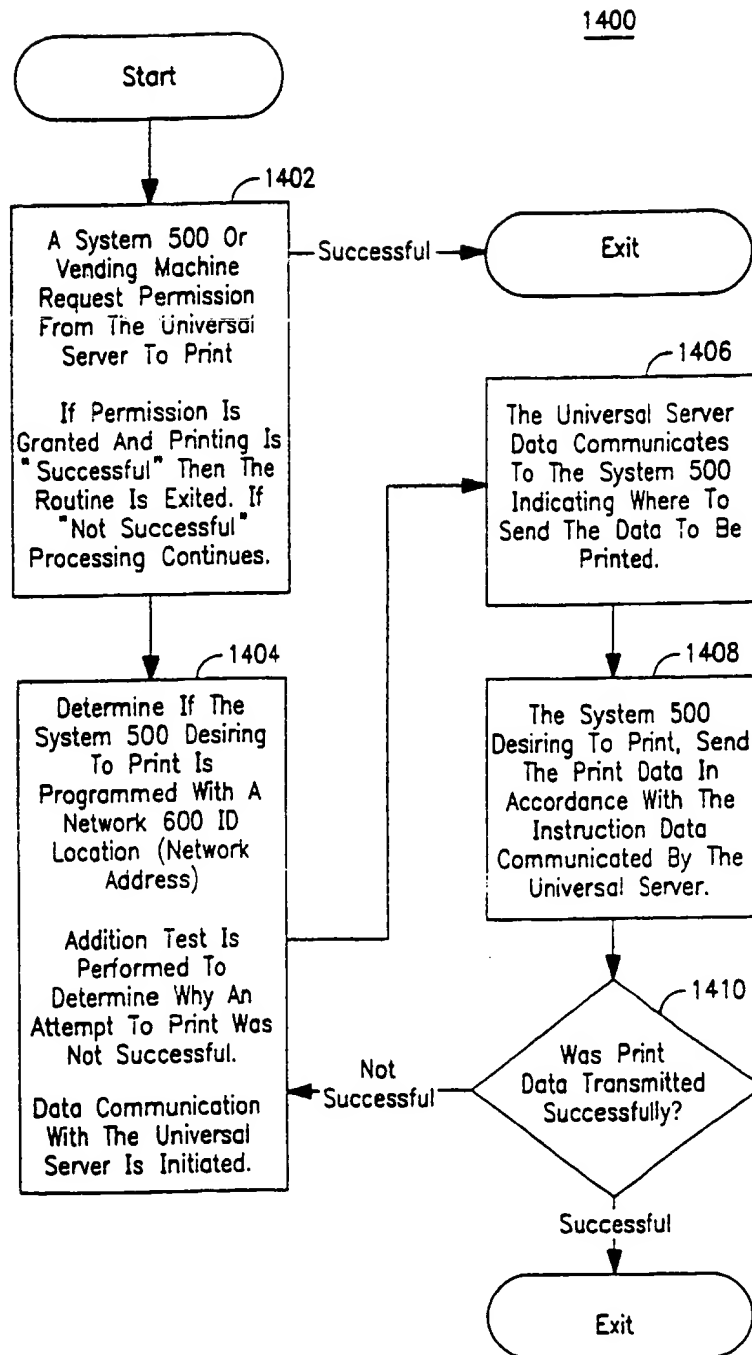 1400
Start
1402
A System 500 Or
Vending Machine
Request Permission
From The Universal
Server To Print
If Permission Is
Granted And Printing Is
"Successful" Then The
Routine Is Exited. If
"Not Successful"
Processing Continues.
Successful
Exit
1404
Determine If The
System 500 Desiring
To Print Is
Programmed With A
Network 600 ID
Location (Network
Address)
Addition Test Is
Performed To
Determine Why An
Attempt To Print Was
Not Successful.
Data Communication
With The Universal
Server Is Initiated.
1406
The Universal Server
Data Communicates
To The System 500
Indicating Where To
Send The Data To Be
Printed.
1408
The System 500
Desiring To Print, Send
The Print Data In
Accordance With The
Instruction Data
Communicated By The
Universal Server.
1410
Was Print
Data Transmitted
Successfully?
Not
Successful
Successful
Exit